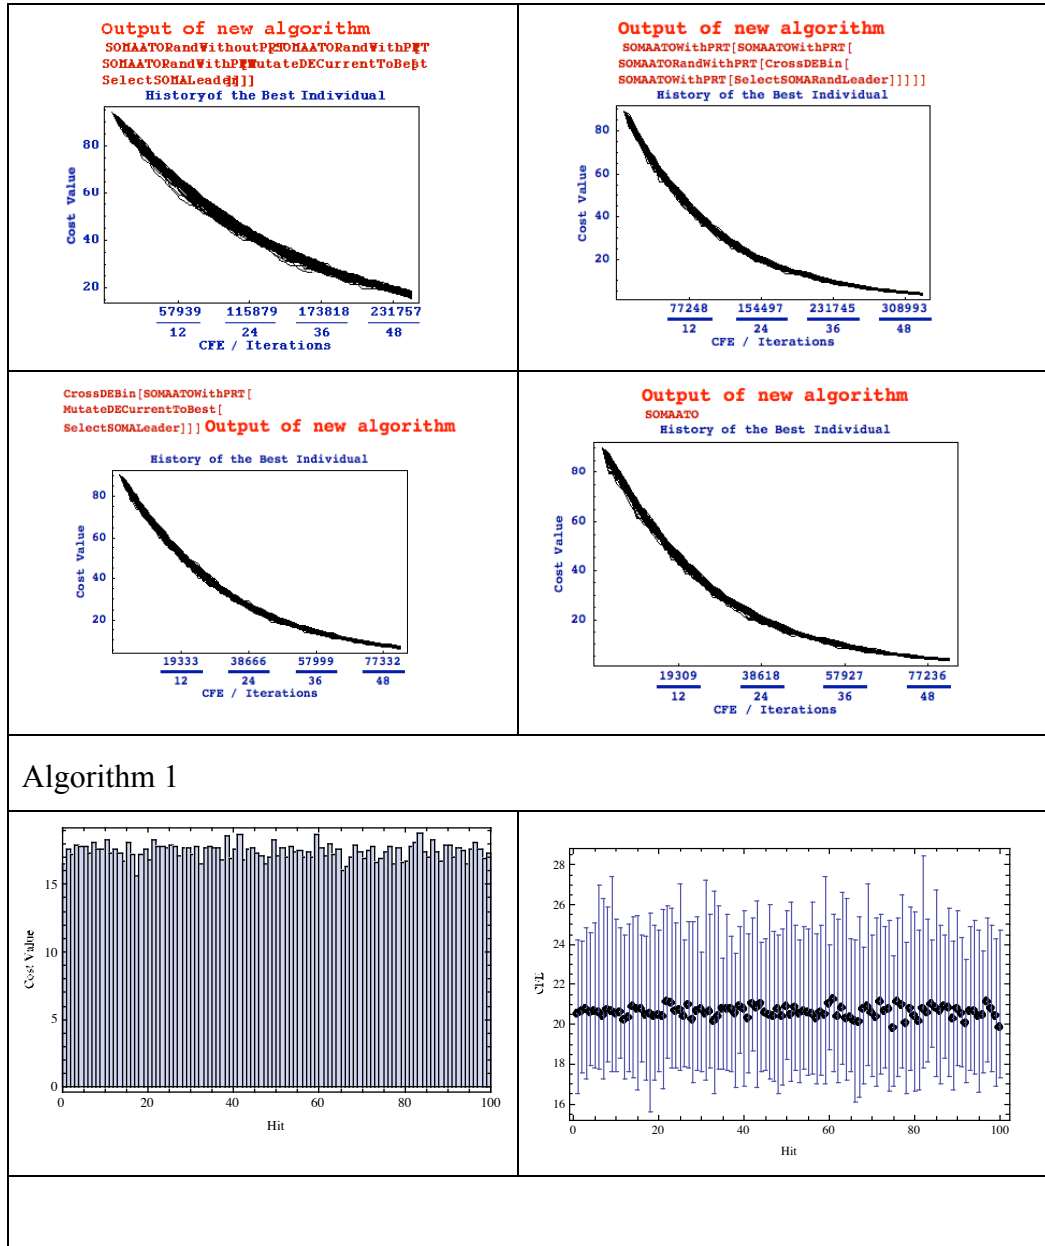 Output of new algorithm
SOMAATORandWithoutPRT[SOMAATORandWithPRT[
SOMAATORandWithPRT[MutateDECurrentToBest[
SelectSOMALeader]]]]
History of the Best Individual
Cost Value
80
60
40
20
57939 115879 173818 231757
12 24 36 48
CFE / Iterations
Output of new algorithm
SOMAATOWithPRT[SOMAATOWithPRT[
SOMAATORandWithPRT[CrossDEBin[
SOMAATOWithPRT[SelectSOMARandLeader]]]]]
History of the Best Individual
Cost Value
80
60
40
20
77248 154497 231745 308993
12 24 36 48
CFE / Iterations
CrossDEBin[SOMAATOWithPRT[
MutateDECurrentToBest[
SelectSOMALeader]]] Output of new algorithm
History of the Best Individual
Cost Value
80
60
40
20
19333 38666 57999 77332
12 24 36 48
CFE / Iterations
Output of new algorithm
SOMAATO
History of the Best Individual
Cost Value
80
60
40
20
19309 38618 57927 77236
12 24 36 48
CFE / Iterations
Algorithm 1
Cost Value
15
10
5
0
0 20 40 60 80 100
Hit
CFE
28
26
24
22
20
18
16
0 20 40 60 80 100
Hit